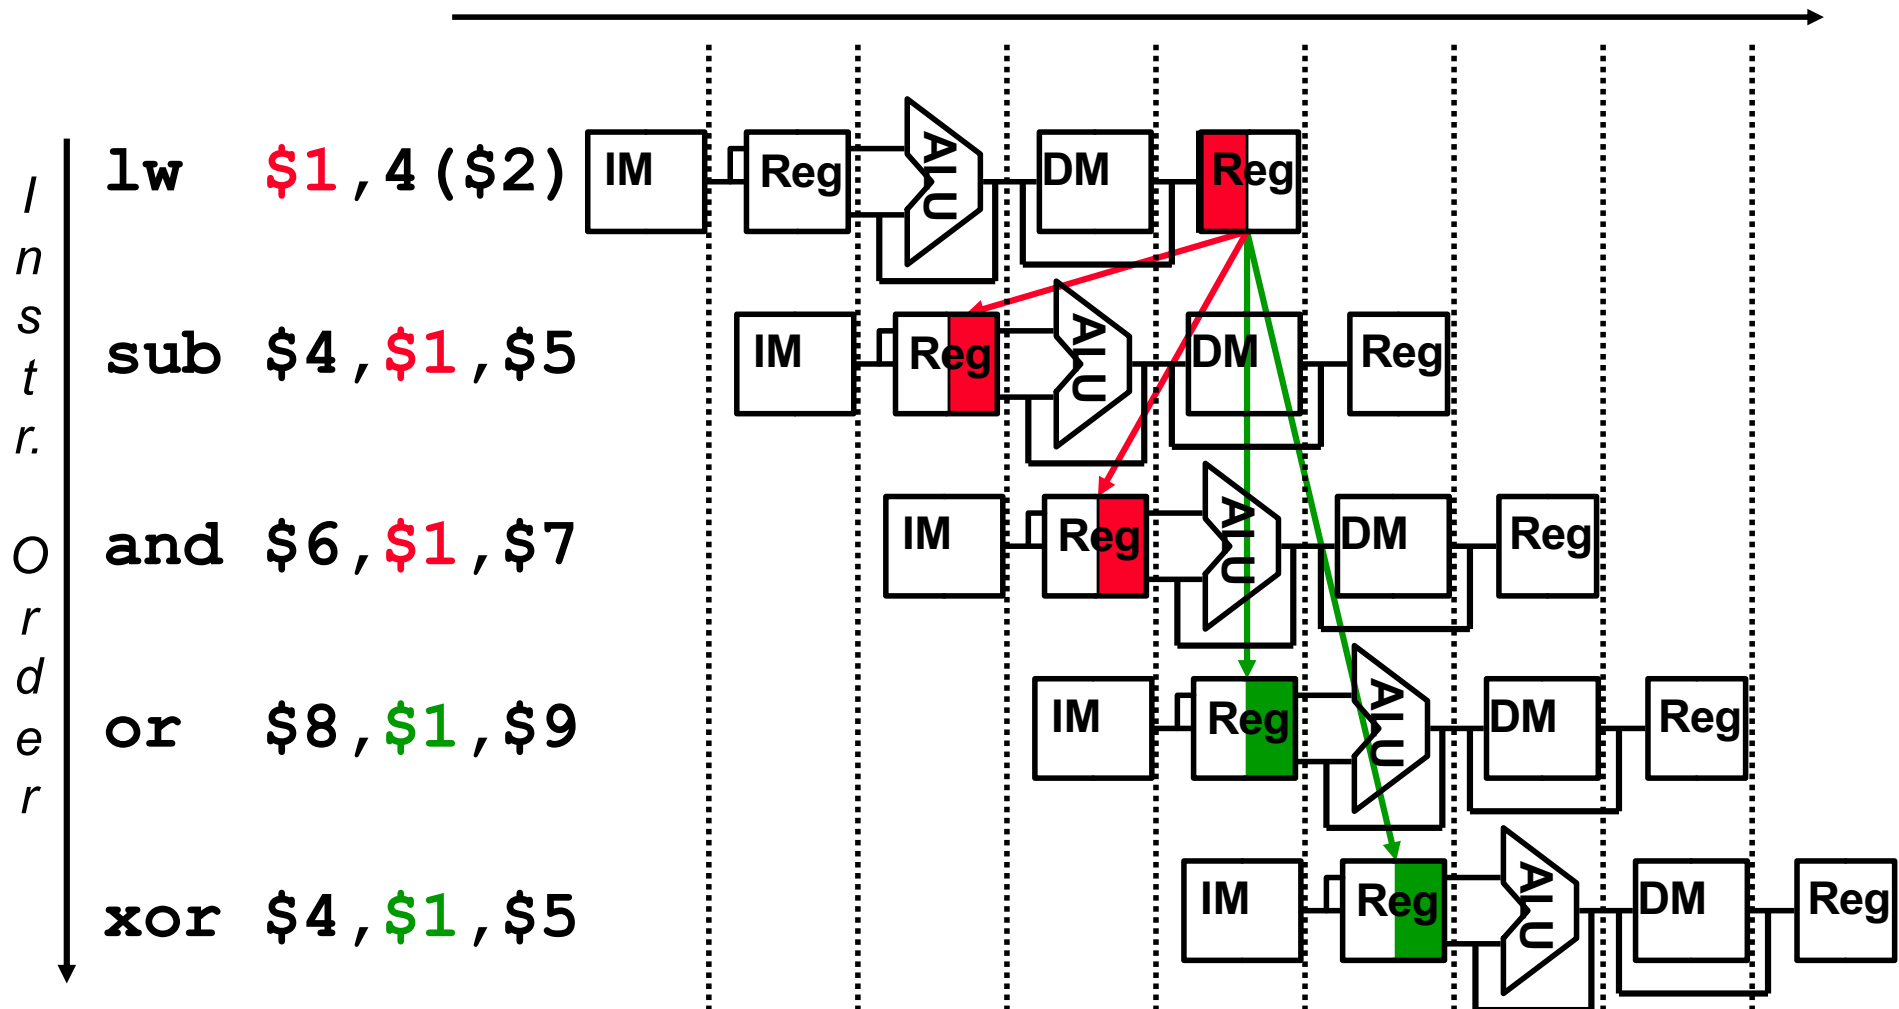 Instr. Order
lw $1,4($2) IM Reg ALU DM Reg
sub $4,$1,$5 IM Reg ALU DM Reg
and $6,$1,$7 IM Reg ALU DM Reg
or $8,$1,$9 IM Reg ALU DM Reg
xor $4,$1,$5 IM Reg ALU DM Reg